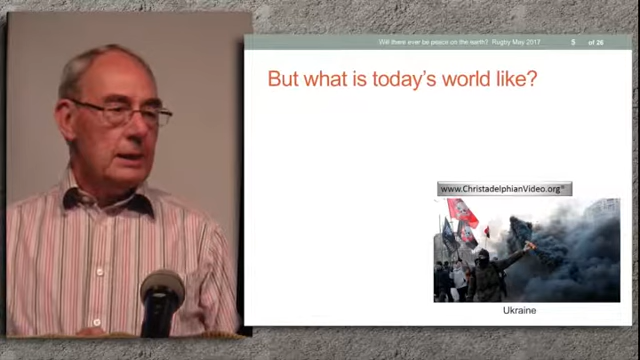 Will there ever be peace on the earth? Rugby May 2017 5 of 26
But what is today's world like?
www.ChristadelphianVideo.org®
Ukraine